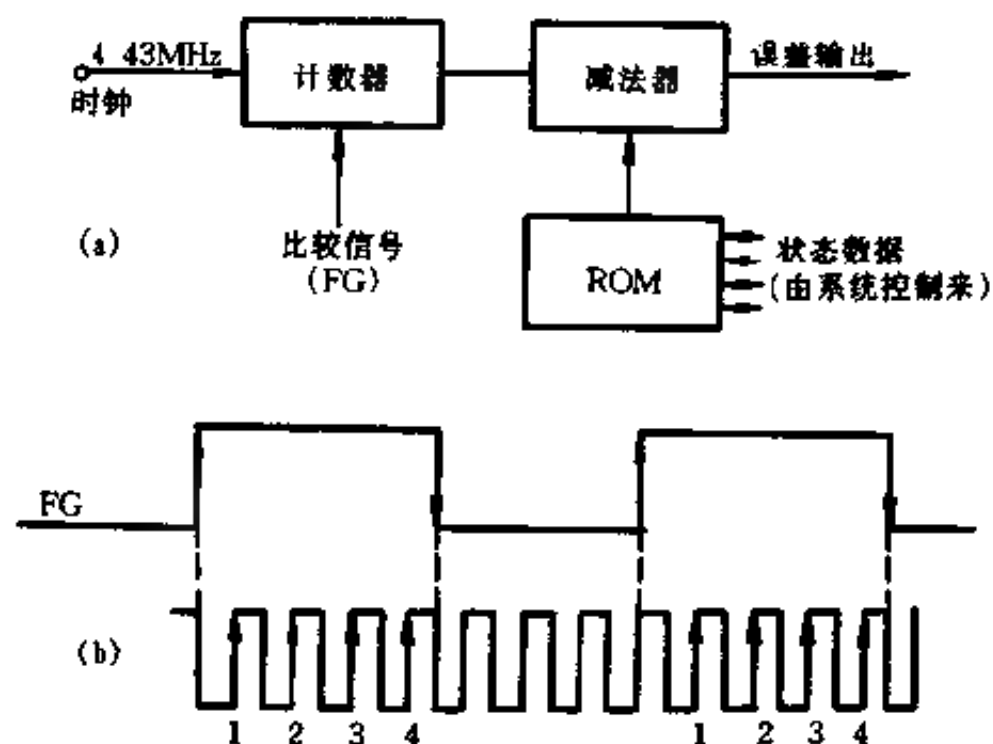 4 43MHz
时钟
计数器
减法器
误差输出
(a)
比较信号
(FG)
ROM
状态数据
(由系统控制来)
FG
(b)
1 2 3 4 1 2 3 4